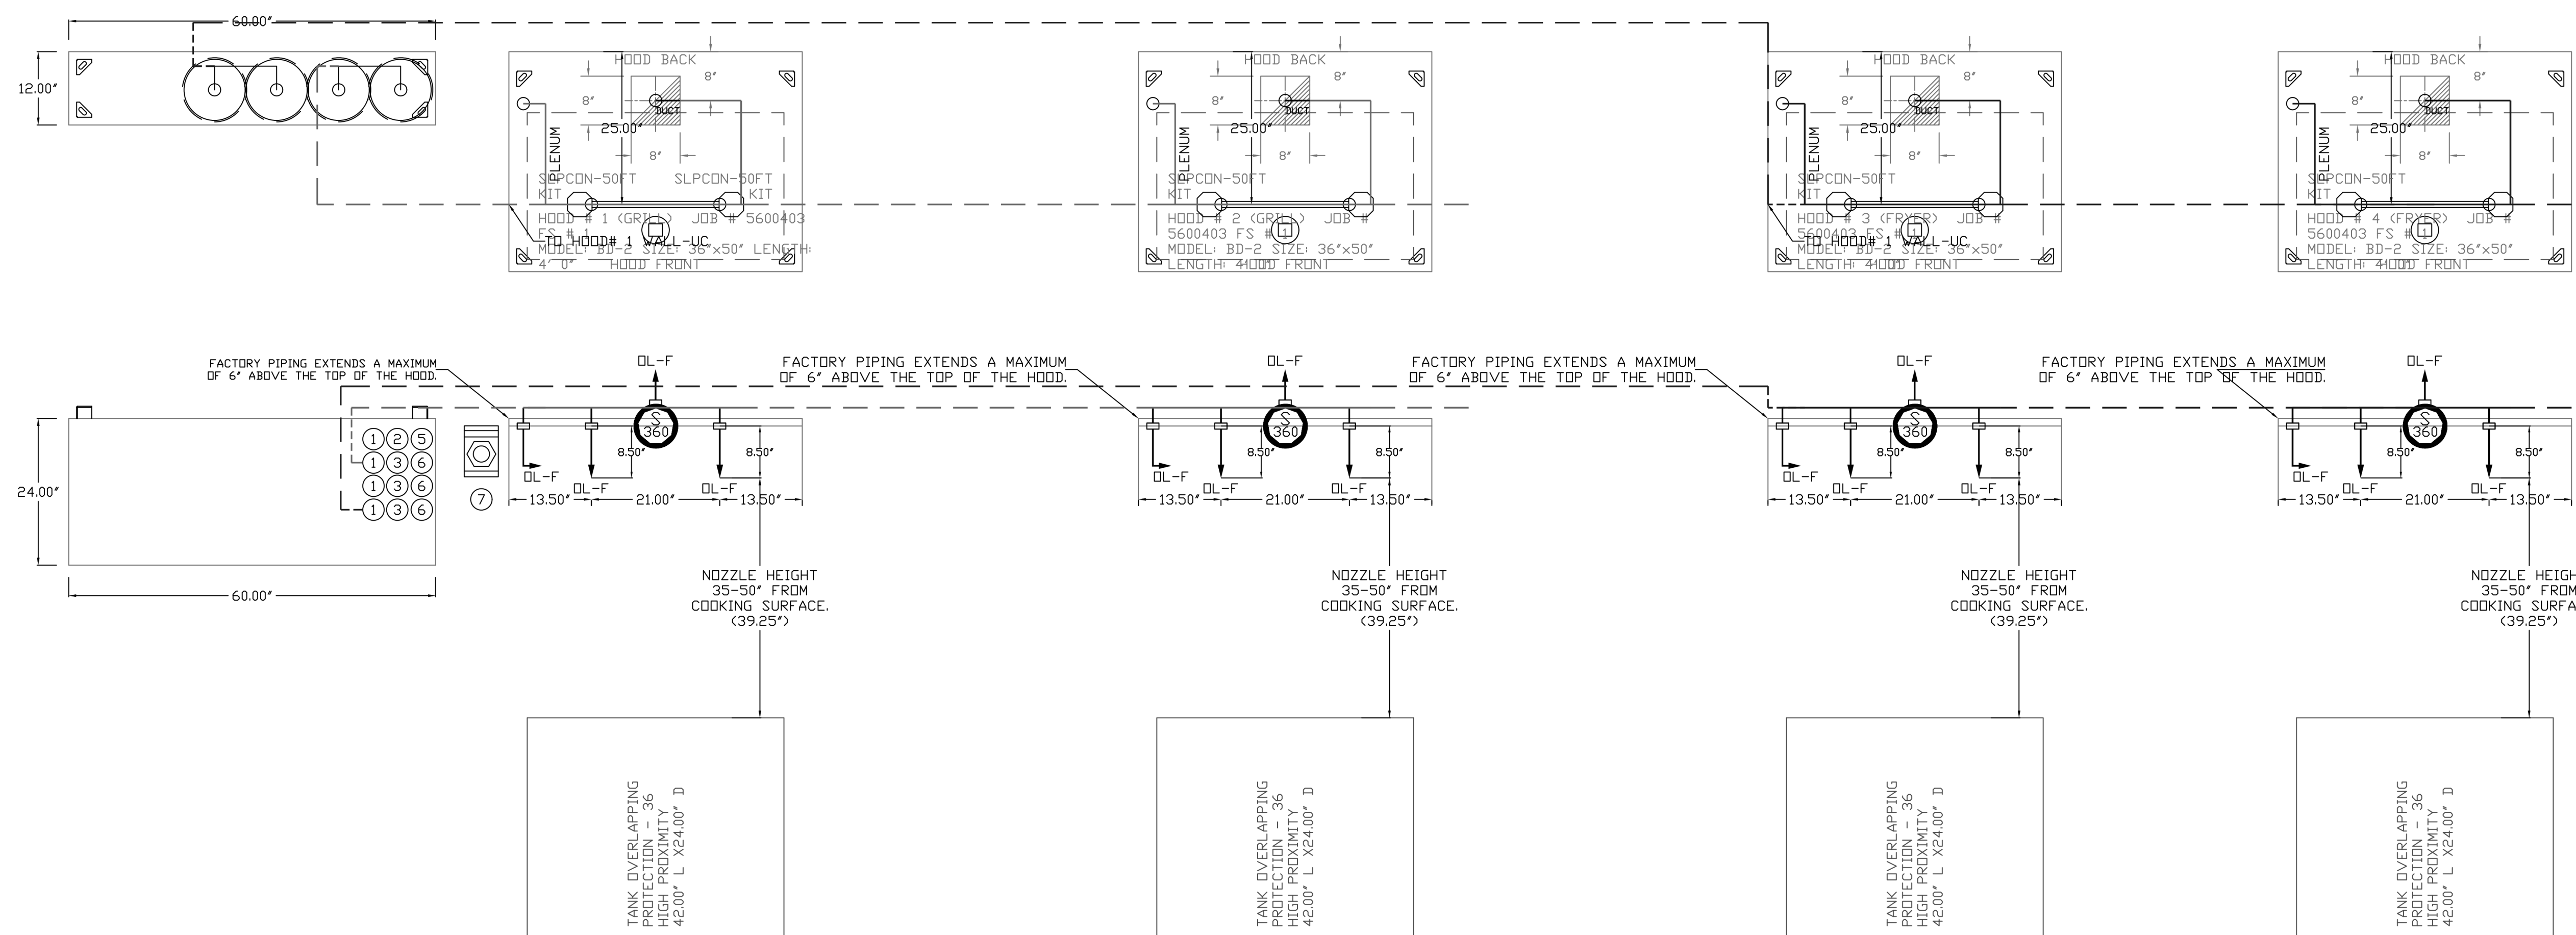 60.00"
12.00"
HOOD BACK
8"
8"
DUCT
25.00"
PLENUM
8"
SLPCON-50FT KIT
SLPCON-50FT KIT
HOOD # 1 (GRILL) JOB # 5600403
FS # 1
TO HOOD# 1 WALL-UC
MODEL: BD-2 SIZE: 36"x50" LENGTH:
4' 0"
HOOD FRONT
HOOD BACK
8"
8"
25.00"
DUCT
PLENUM
8"
SLPCON-50FT
KIT
HOOD # 2 (GRILL) JOB #
5600403 FS # 1
MODEL: BD-2 SIZE: 36"x50"
LENGTH: HOOD FRONT
HOOD BACK
8"
8"
25.00"
DUCT
PLENUM
8"
SLPCON-50FT
KIT
HOOD # 3 (FRYER) JOB #
5600403 FS # 1
TO HOOD# 1 WALL-UC
MODEL: BD-2 SIZE: 36"x50"
LENGTH: HOOD FRONT
HOOD BACK
8"
8"
25.00"
DUCT
PLENUM
8"
SLPCON-50FT
KIT
HOOD # 4 (FRYER) JOB #
5600403 FS # 1
MODEL: BD-2 SIZE: 36"x50"
LENGTH: HOOD FRONT
24.00"
60.00"
1 2 5
1 3 6
1 3 6
1 3 6
7
FACTORY PIPING EXTENDS A MAXIMUM
OF 6" ABOVE THE TOP OF THE HOOD.
OL-F
S
360
8.50"
8.50"
OL-F
OL-F
OL-F
13.50"
21.00"
13.50"
NOZZLE HEIGHT
35-50" FROM
COOKING SURFACE.
(39.25")
TANK OVERLAPPING
PROTECTION - 36
HIGH PROXIMITY
42.00" L X24.00" D
FACTORY PIPING EXTENDS A MAXIMUM
OF 6" ABOVE THE TOP OF THE HOOD.
OL-F
S
360
8.50"
8.50"
OL-F
OL-F
OL-F
13.50"
21.00"
13.50"
NOZZLE HEIGHT
35-50" FROM
COOKING SURFACE.
(39.25")
TANK OVERLAPPING
PROTECTION - 36
HIGH PROXIMITY
42.00" L X24.00" D
FACTORY PIPING EXTENDS A MAXIMUM
OF 6" ABOVE THE TOP OF THE HOOD.
OL-F
S
360
8.50"
8.50"
OL-F
OL-F
OL-F
13.50"
21.00"
13.50"
NOZZLE HEIGHT
35-50" FROM
COOKING SURFACE.
(39.25")
TANK OVERLAPPING
PROTECTION - 36
HIGH PROXIMITY
42.00" L X24.00" D
FACTORY PIPING EXTENDS A MAXIMUM
OF 6" ABOVE THE TOP OF THE HOOD.
OL-F
S
360
8.50"
8.50"
OL-F
OL-F
OL-F
13.50"
21.00"
13.50"
NOZZLE
35-50" FROM
COOKING
(39.25")
TANK OVERLAPPING
PROTECTION - 36
HIGH PROXIMITY
42.00" L X24.00" D